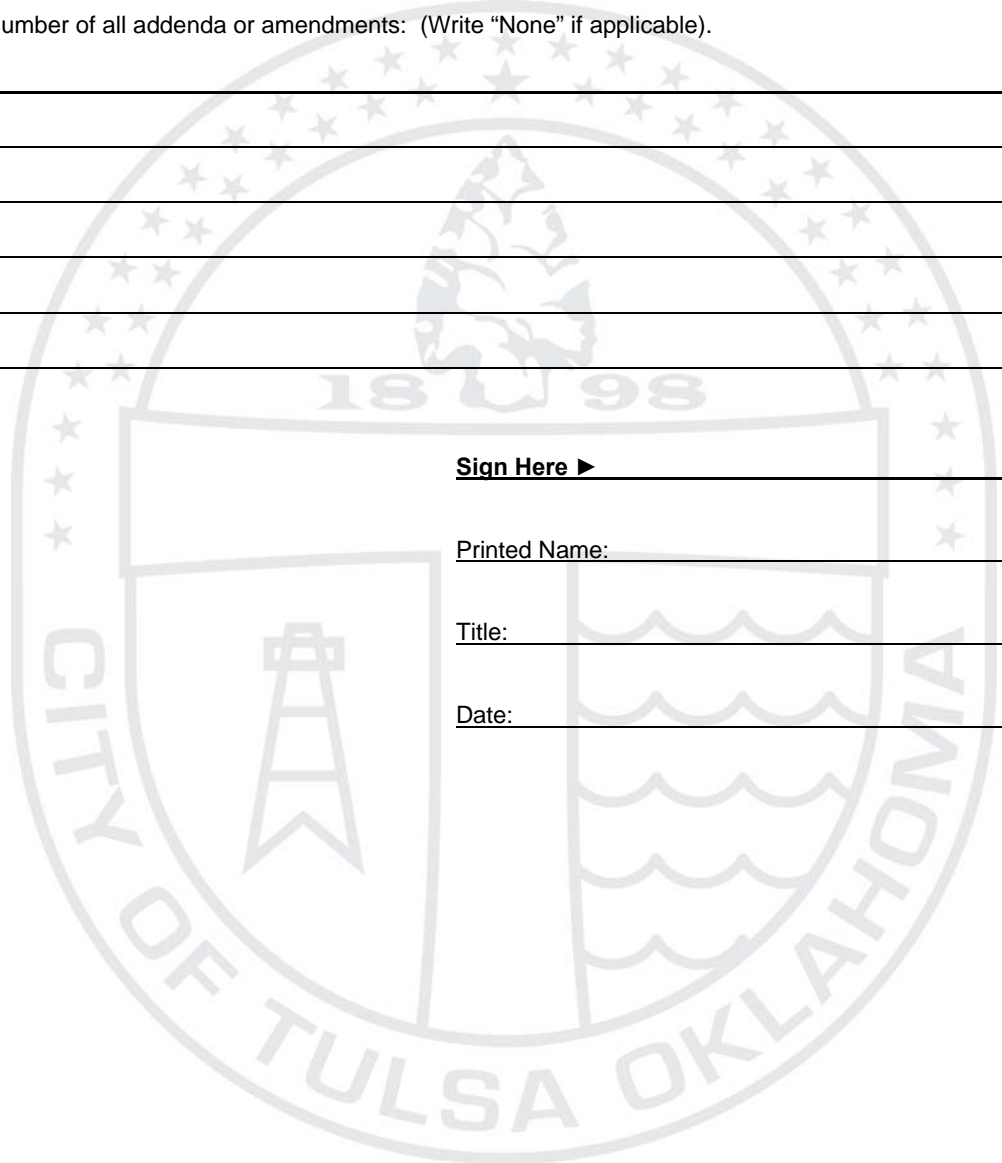 umber of all addenda or amendments: (Write “None” if applicable).
18 98
Sign Here ►
Printed Name:
Title:
Date:
CITY OF TULSA OKLAHOMA